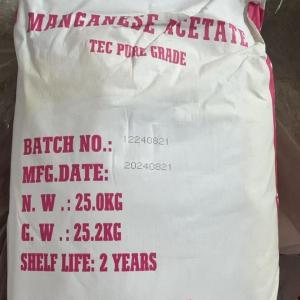 MANGANESE ACETATE
TEC PURE GRADE
BATCH NO.: 12240821
MFG.DATE: 20240821
N. W .: 25.0KG
G. W .: 25.2KG
SHELF LIFE: 2 YEARS